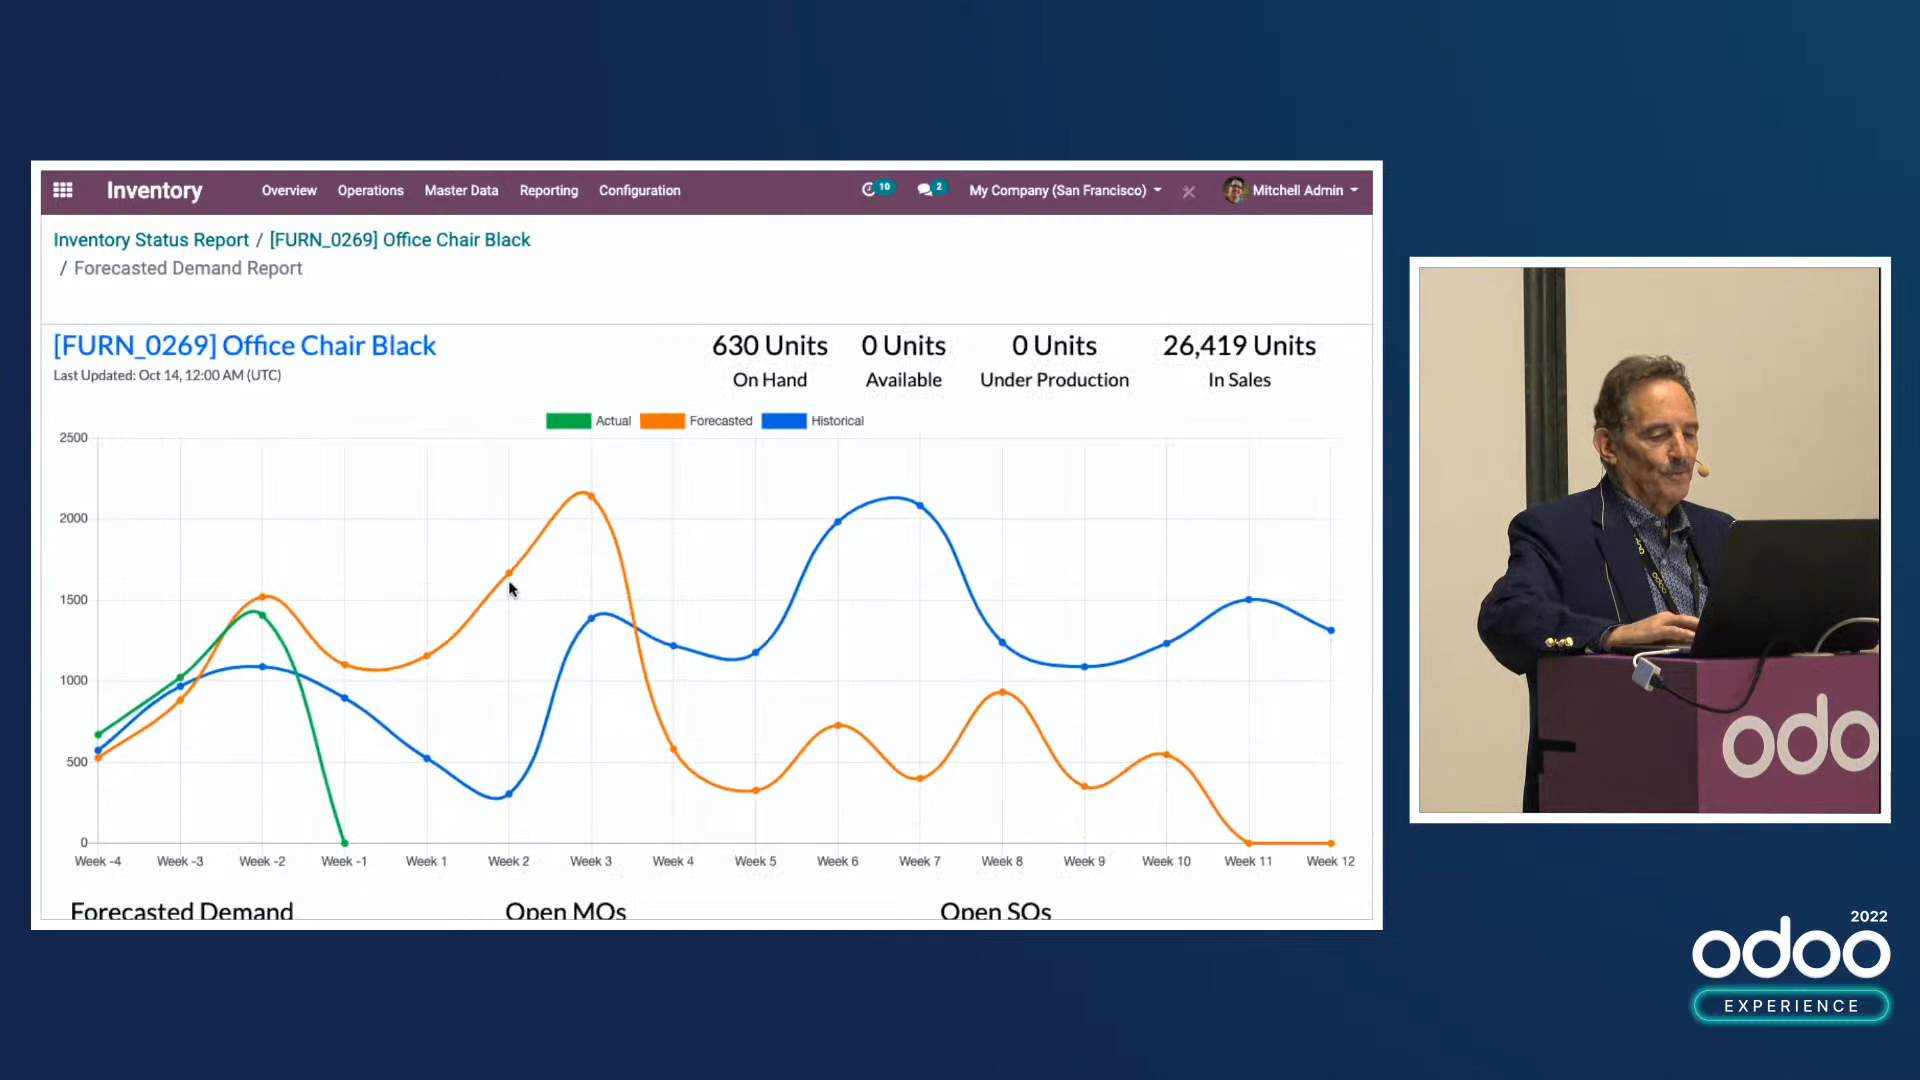 Inventory
Overview
Operations
Master Data
Reporting
Configuration
10
2
My Company (San Francisco)
Mitchell Admin
Inventory Status Report / [FURN_0269] Office Chair Black
/ Forecasted Demand Report
[FURN_0269] Office Chair Black
Last Updated: Oct 14, 12:00 AM (UTC)
630 Units
On Hand
0 Units
Available
0 Units
Under Production
26,419 Units
In Sales
Actual
Forecasted
Historical
2500
2000
1500
1000
500
0
Week -4
Week -3
Week -2
Week -1
Week 1
Week 2
Week 3
Week 4
Week 5
Week 6
Week 7
Week 8
Week 9
Week 10
Week 11
Week 12
Forecasted Demand
Open MOs
Open SOs
odoo
2022
odoo
EXPERIENCE